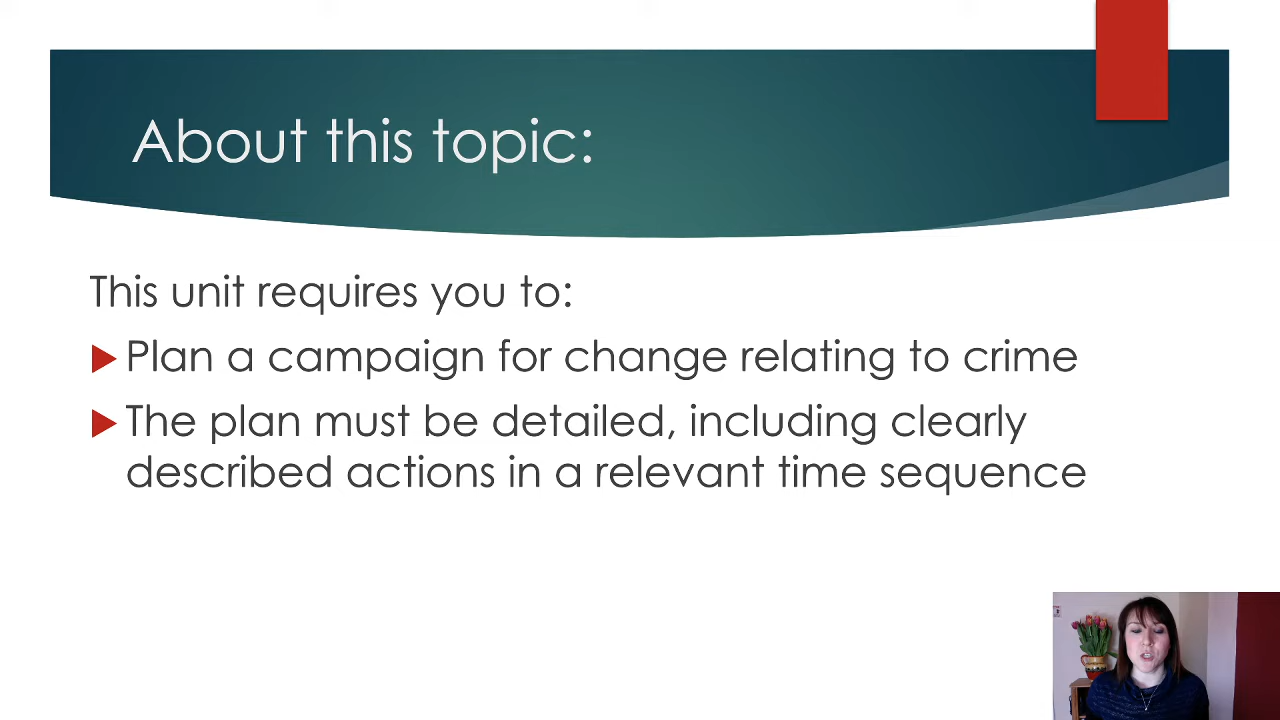 About this topic:
This unit requires you to:
Plan a campaign for change relating to crime
The plan must be detailed, including clearly
described actions in a relevant time sequence